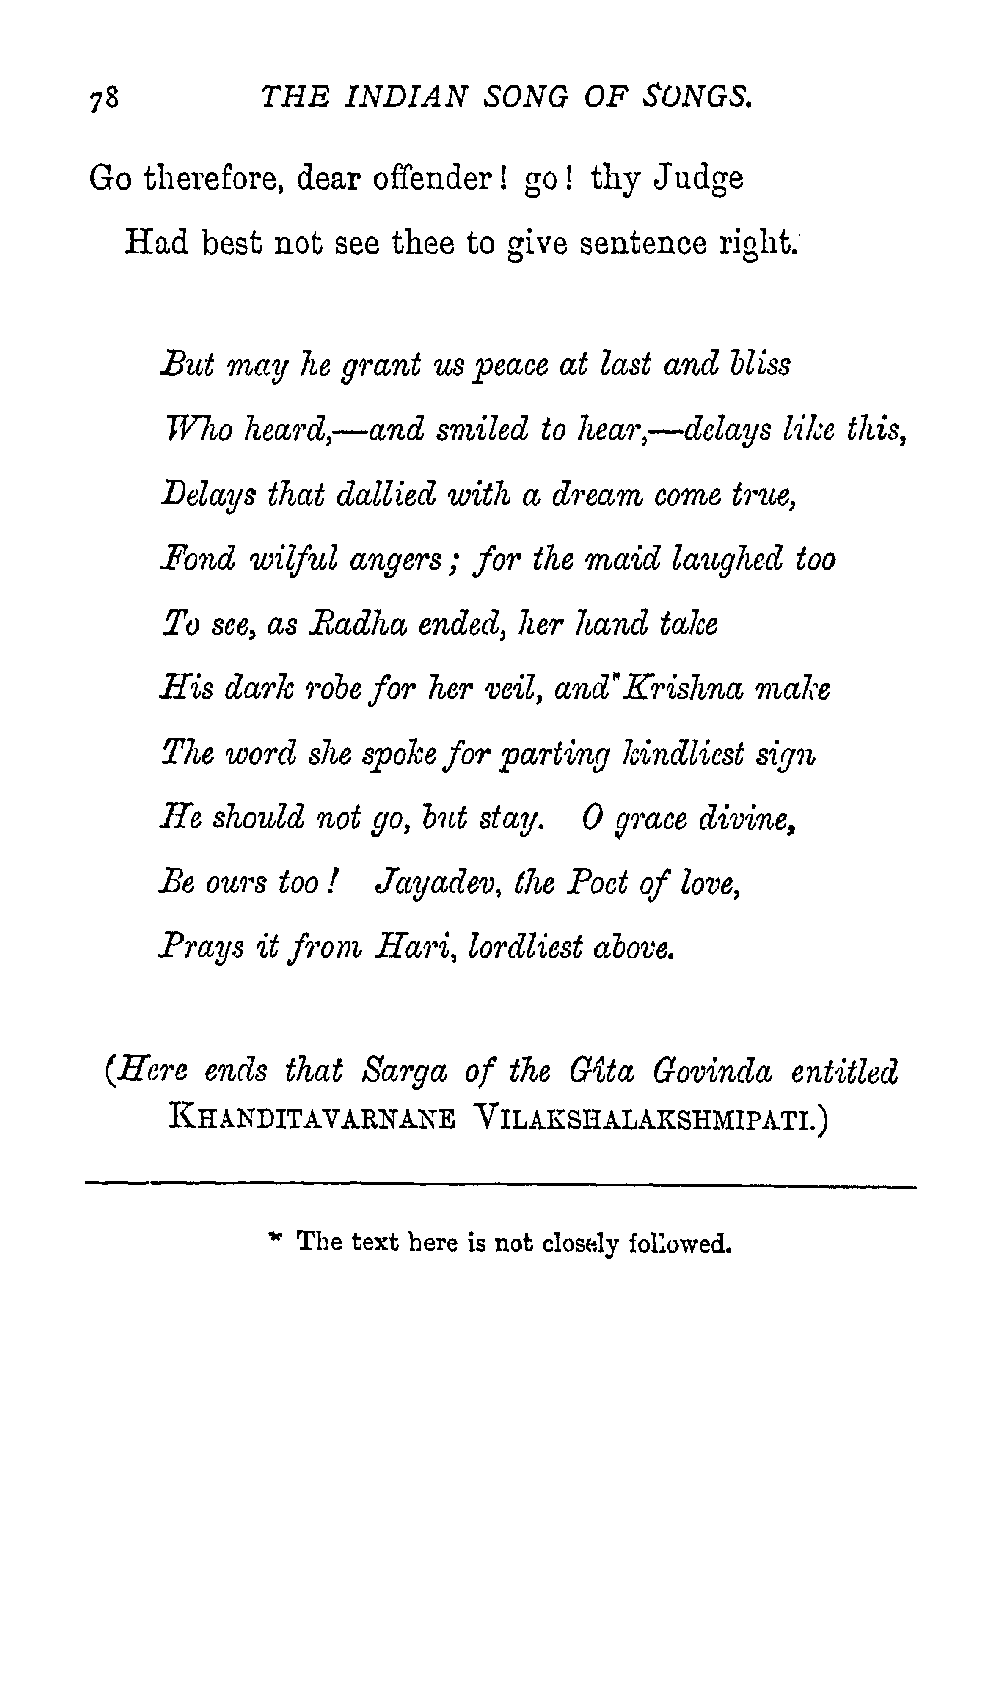 78 THE INDIAN SONG OF SONGS.
Go therefore, dear offender! go! thy Judge
Had best not see thee to give sentence right.
But may he grant us peace at last and bliss
Who heard,—and smiled to hear,—delays like this,
Delays that dallied with a dream come true,
Fond wilful angers; for the maid laughed too
To see, as Radha ended, her hand take
His dark robe for her veil, and Krishna make
The word she spoke for parting kindliest sign
He should not go, but stay. O grace divine,
Be ours too! Jayadev, the Poet of love,
Prays it from Hari, lordliest above.
(Here ends that Sarga of the Gîta Govinda entitled
KHANDITAVARNANE VILAKSHALAKSHMIPATI.)
* The text here is not closely followed.